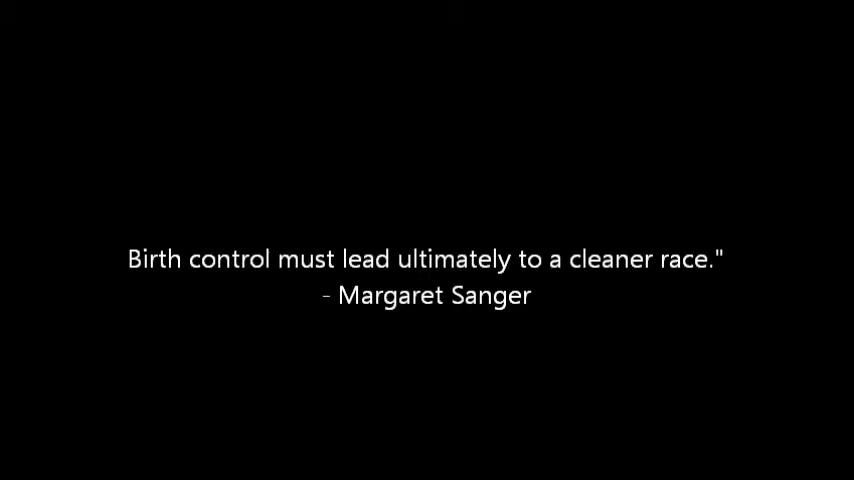 Birth control must lead ultimately to a cleaner race."
- Margaret Sanger